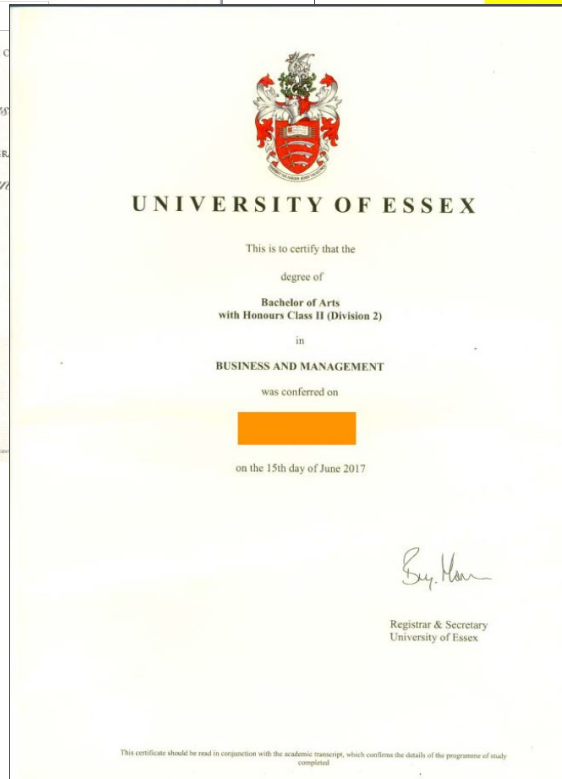 UNIVERSITY OF ESSEX
This is to certify that the
degree of
Bachelor of Arts
with Honours Class II (Division 2)
in
BUSINESS AND MANAGEMENT
was conferred on
on the 15th day of June 2017
Registrar & Secretary
University of Essex
This certificate should be read in conjunction with the academic transcript, which confirms the details of the programme of study
completed